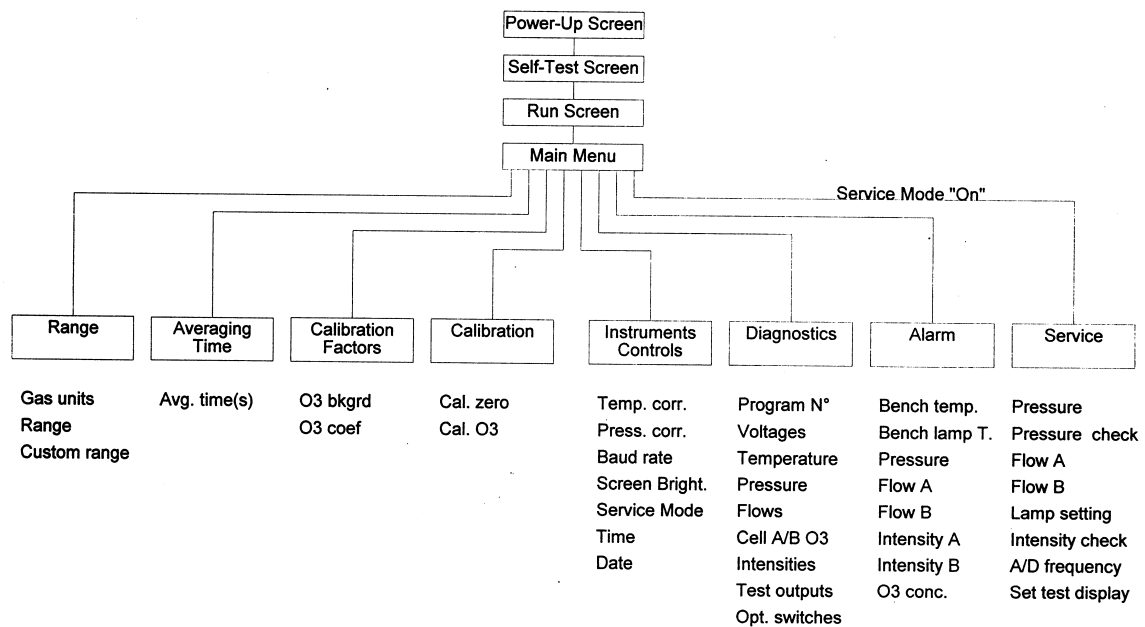 Power-Up Screen
Self-Test Screen
Run Screen
Main Menu
Service Mode "On"
Range
Averaging
Time
Calibration
Factors
Calibration
Instruments
Controls
Diagnostics
Alarm
Service
Gas units
Range
Custom range
Avg. time(s)
O3 bkgrd
O3 coef
Cal. zero
Cal. O3
Temp. corr.
Press. corr.
Baud rate
Screen Bright.
Service Mode
Time
Date
Program N°
Voltages
Temperature
Pressure
Flows
Cell A/B O3
Intensities
Test outputs
Opt. switches
Bench temp.
Bench lamp T.
Pressure
Flow A
Flow B
Intensity A
Intensity B
O3 conc.
Pressure
Pressure check
Flow A
Flow B
Lamp setting
Intensity check
A/D frequency
Set test display